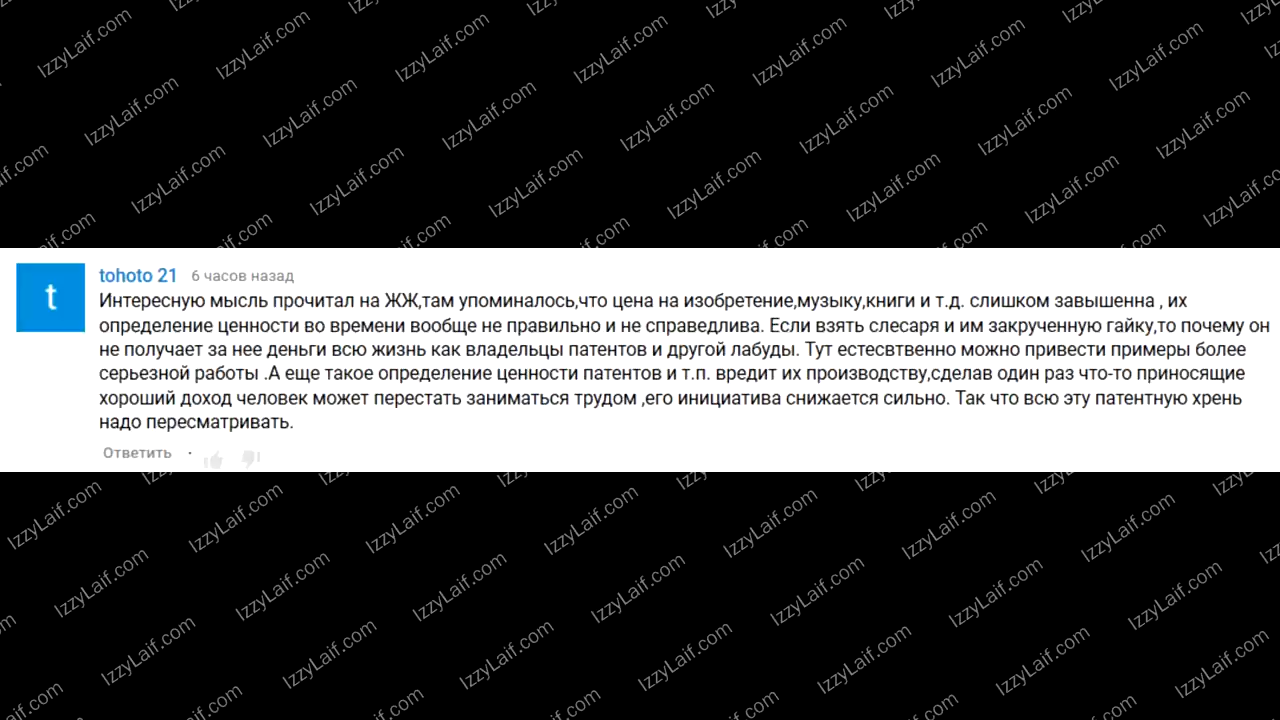 t
tohoto 21 6 часов назад
Интересную мысль прочитал на ЖЖ,там упоминалось,что цена на изобретение,музыку,книги и т.д. слишком завышенна , их
определение ценности во времени вообще не правильно и не справедлива. Если взять слесаря и им закрученную гайку,то почему он
не получает за нее деньги всю жизнь как владельцы патентов и другой лабуды. Тут естесвтвенно можно привести примеры более
серьезной работы .А еще такое определение ценности патентов и т.п. вредит их производству,сделав один раз что-то приносящие
хороший доход человек может перестать заниматься трудом ,его инициатива снижается сильно. Так что всю эту патентную хрень
надо пересматривать.
Ответить ·
IzzyLaif.com